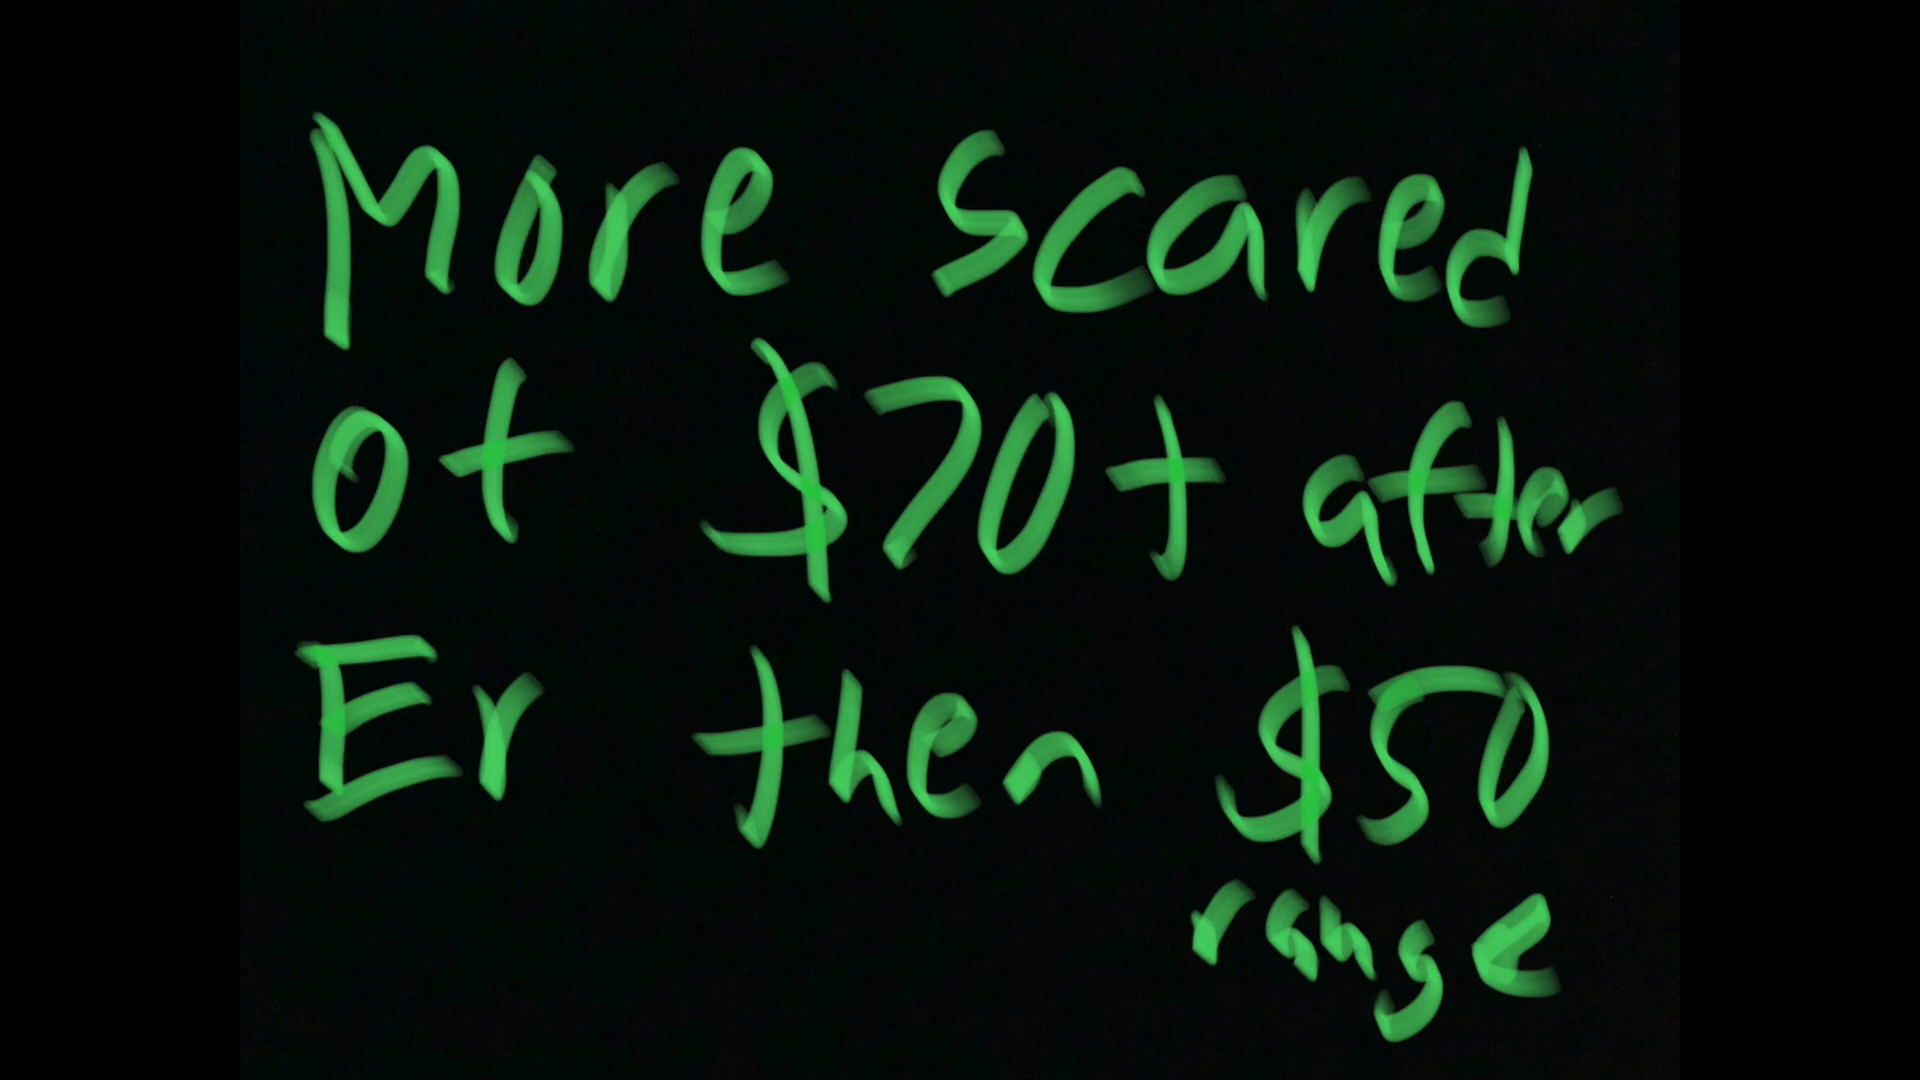 More scared
of $70+ after
Er then $50
range